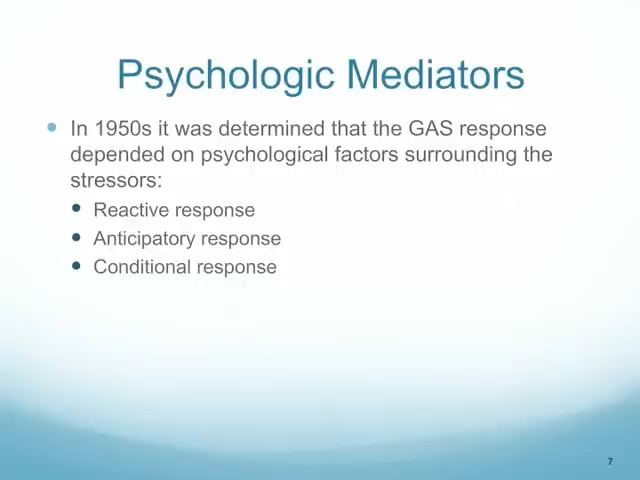 Psychologic Mediators
In 1950s it was determined that the GAS response
depended on psychological factors surrounding the
stressors:
Reactive response
Anticipatory response
Conditional response
7